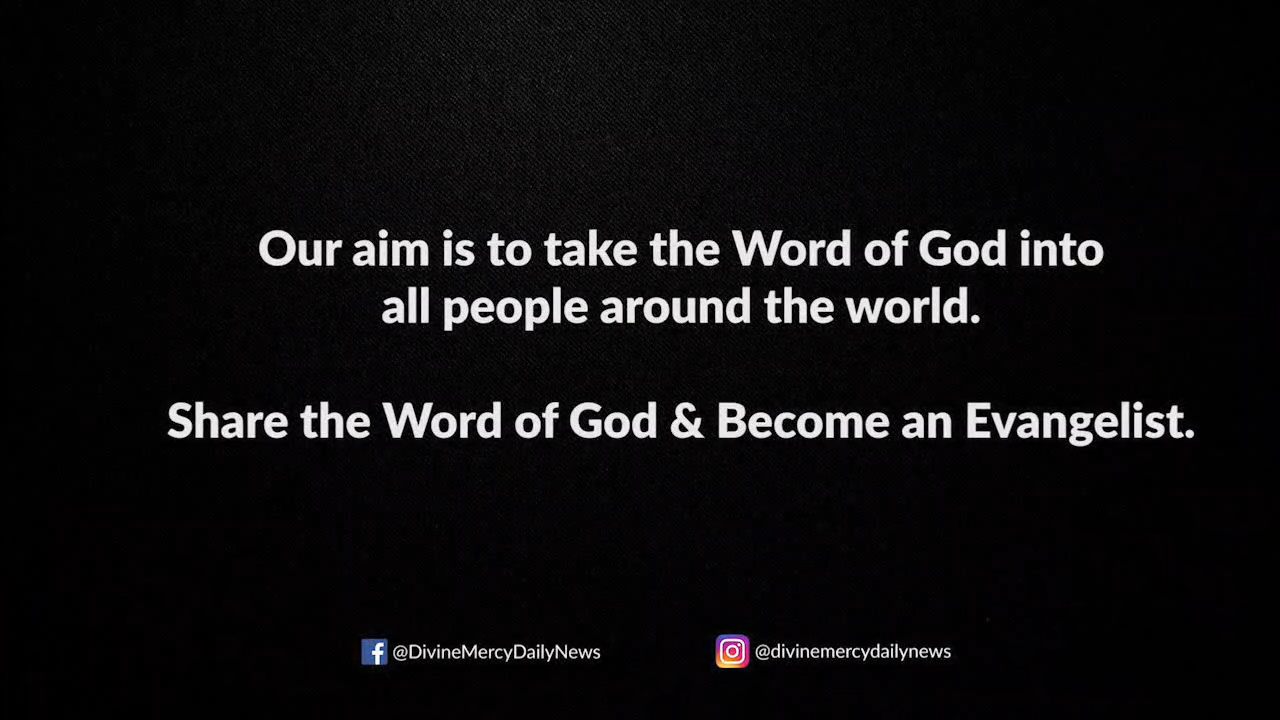 Our aim is to take the Word of God into
all people around the world.
Share the Word of God & Become an Evangelist.
@DivineMercyDailyNews
@divinemercydailynews